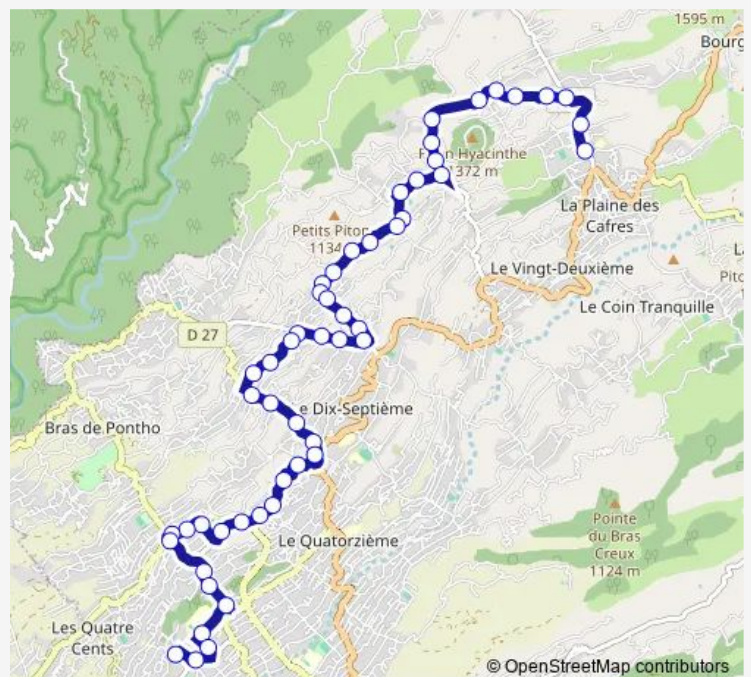 1595 m
Bourg
Hyacinthe
1372 m
La Plaine des
Cafres
Petits Piton
1134
Le Vingt-Deuxième
Le Coin Tranquille
D 27
e Dix-Septième
Bras de Pontho
Pointe
du Bras
Creux
1124 m
Le Quatorzième
Les Quatre
Cents
© OpenStreetMap contributors